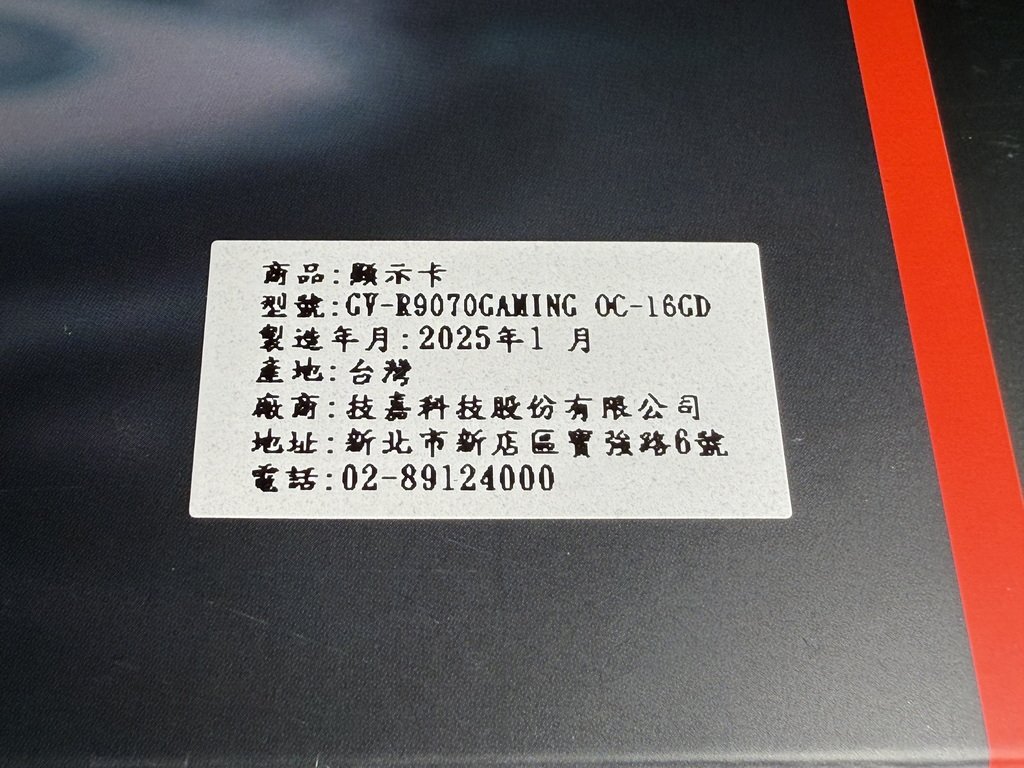 商品:顯示卡
型號:GV-R9070GAMING OC-16GD
製造年月:2025年1 月
產地:台灣
廠商:技嘉科技股份有限公司
地址:新北市新店區寶強路6號
電話:02-89124000